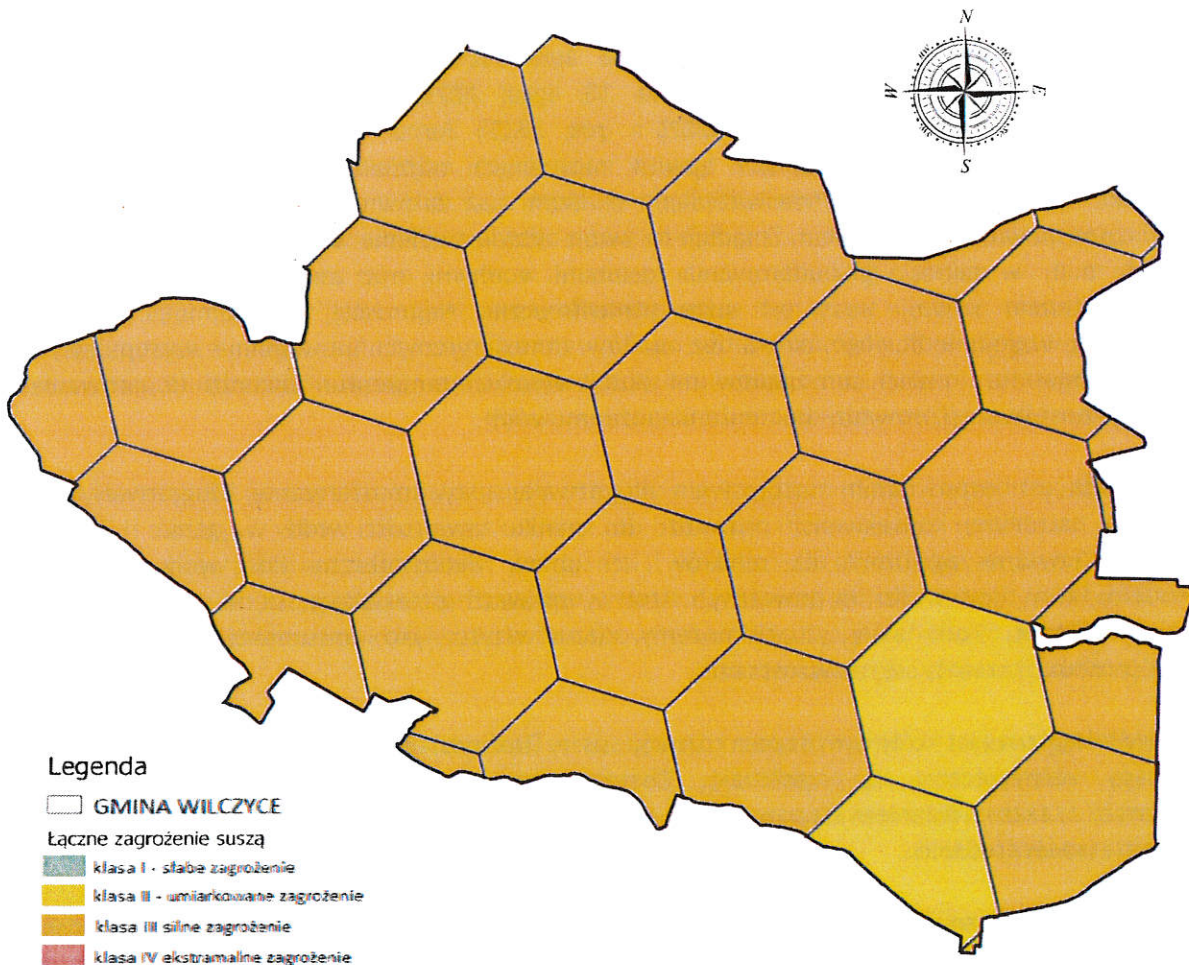 N
W
E
S
Legenda
GMINA WILCZYCE
Łączne zagrożenie suszą
klasa I - słabe zagrożenie
klasa II - umiarkowane zagrożenie
klasa III silne zagrożenie
klasa IV ekstramalne zagrożenie